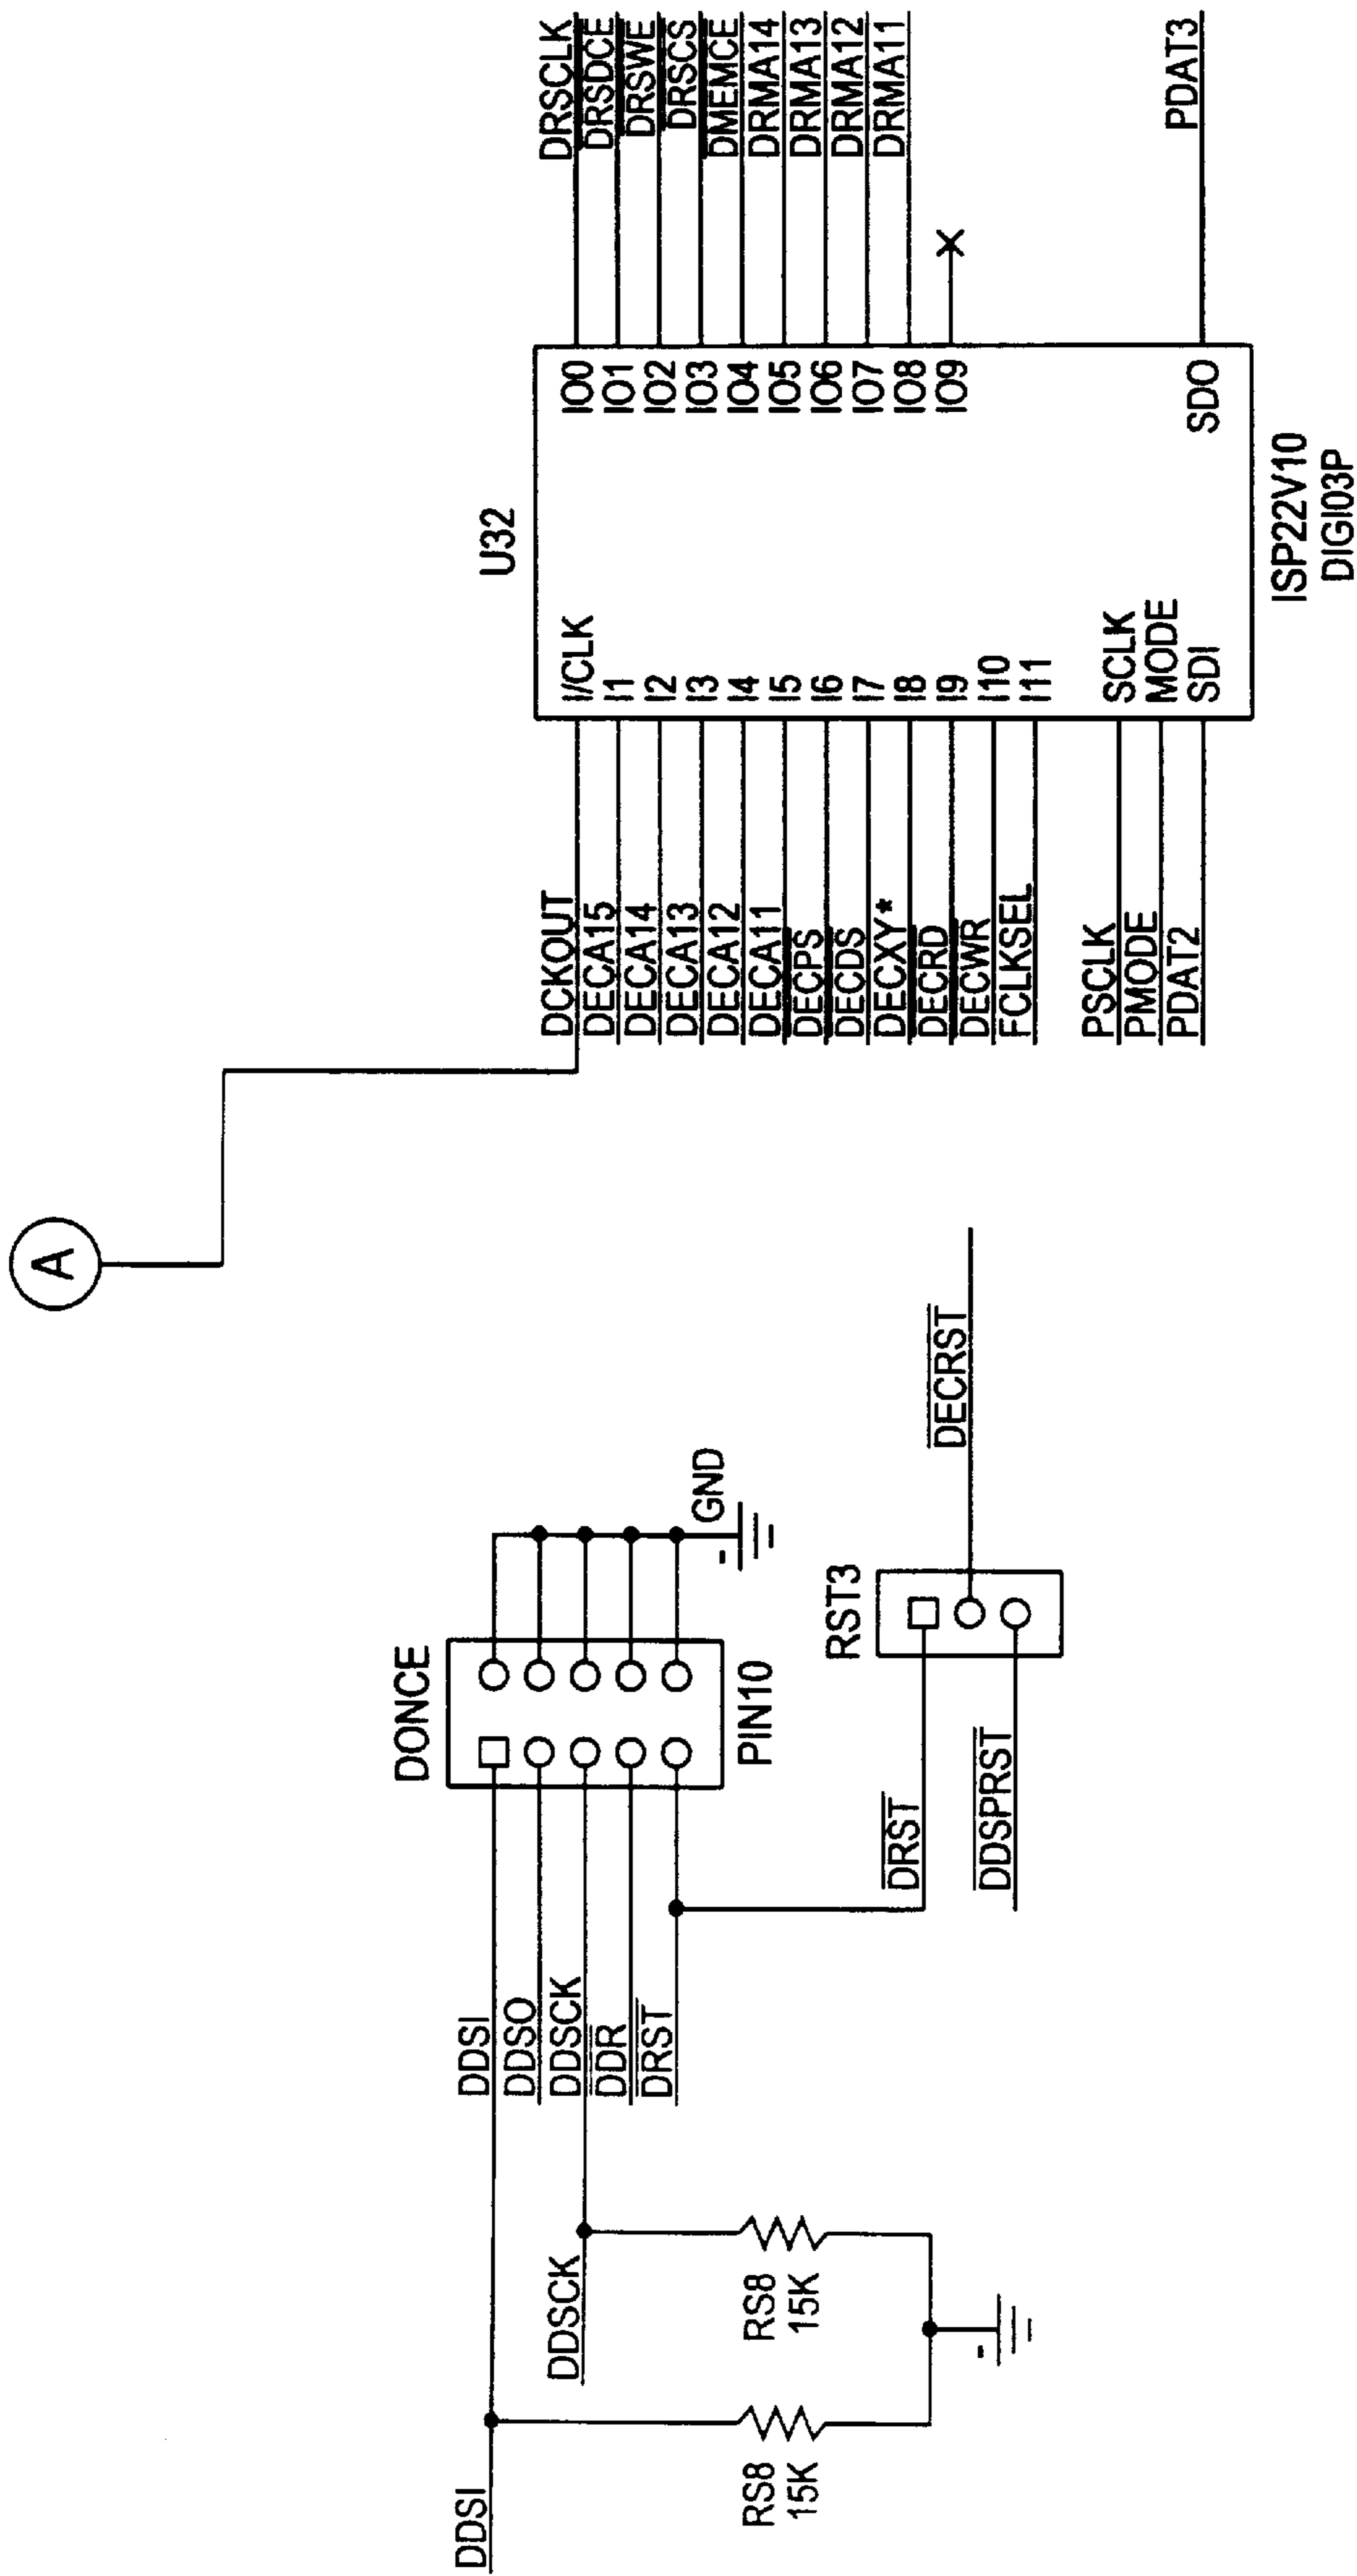 A
DDSI
DDSCK
RS8
15K
RS8
15K
DDSI
DDSO
DDSCK
DDR
DRST
DONCE
PIN10
GND
DRST
DDSPRST
RST3
DECRST
U32
DCKOUT
DECA15
DECA14
DECA13
DECA12
DECA11
DECPS
DECDS
DECXY*
DECRD
DECWR
FCLKSEL
PSCLK
PMODE
PDAT2
I/CLK
I1
I2
I3
I4
I5
I6
I7
I8
I9
I10
I11
SCLK
MODE
SDI
IO0
IO1
IO2
IO3
IO4
IO5
IO6
IO7
IO8
IO9
SDO
DRSCLK
DRSDCE
DRSWE
DRSCS
DMEMCE
DRMA14
DRMA13
DRMA12
DRMA11
PDAT3
ISP22V10
DIGI03P